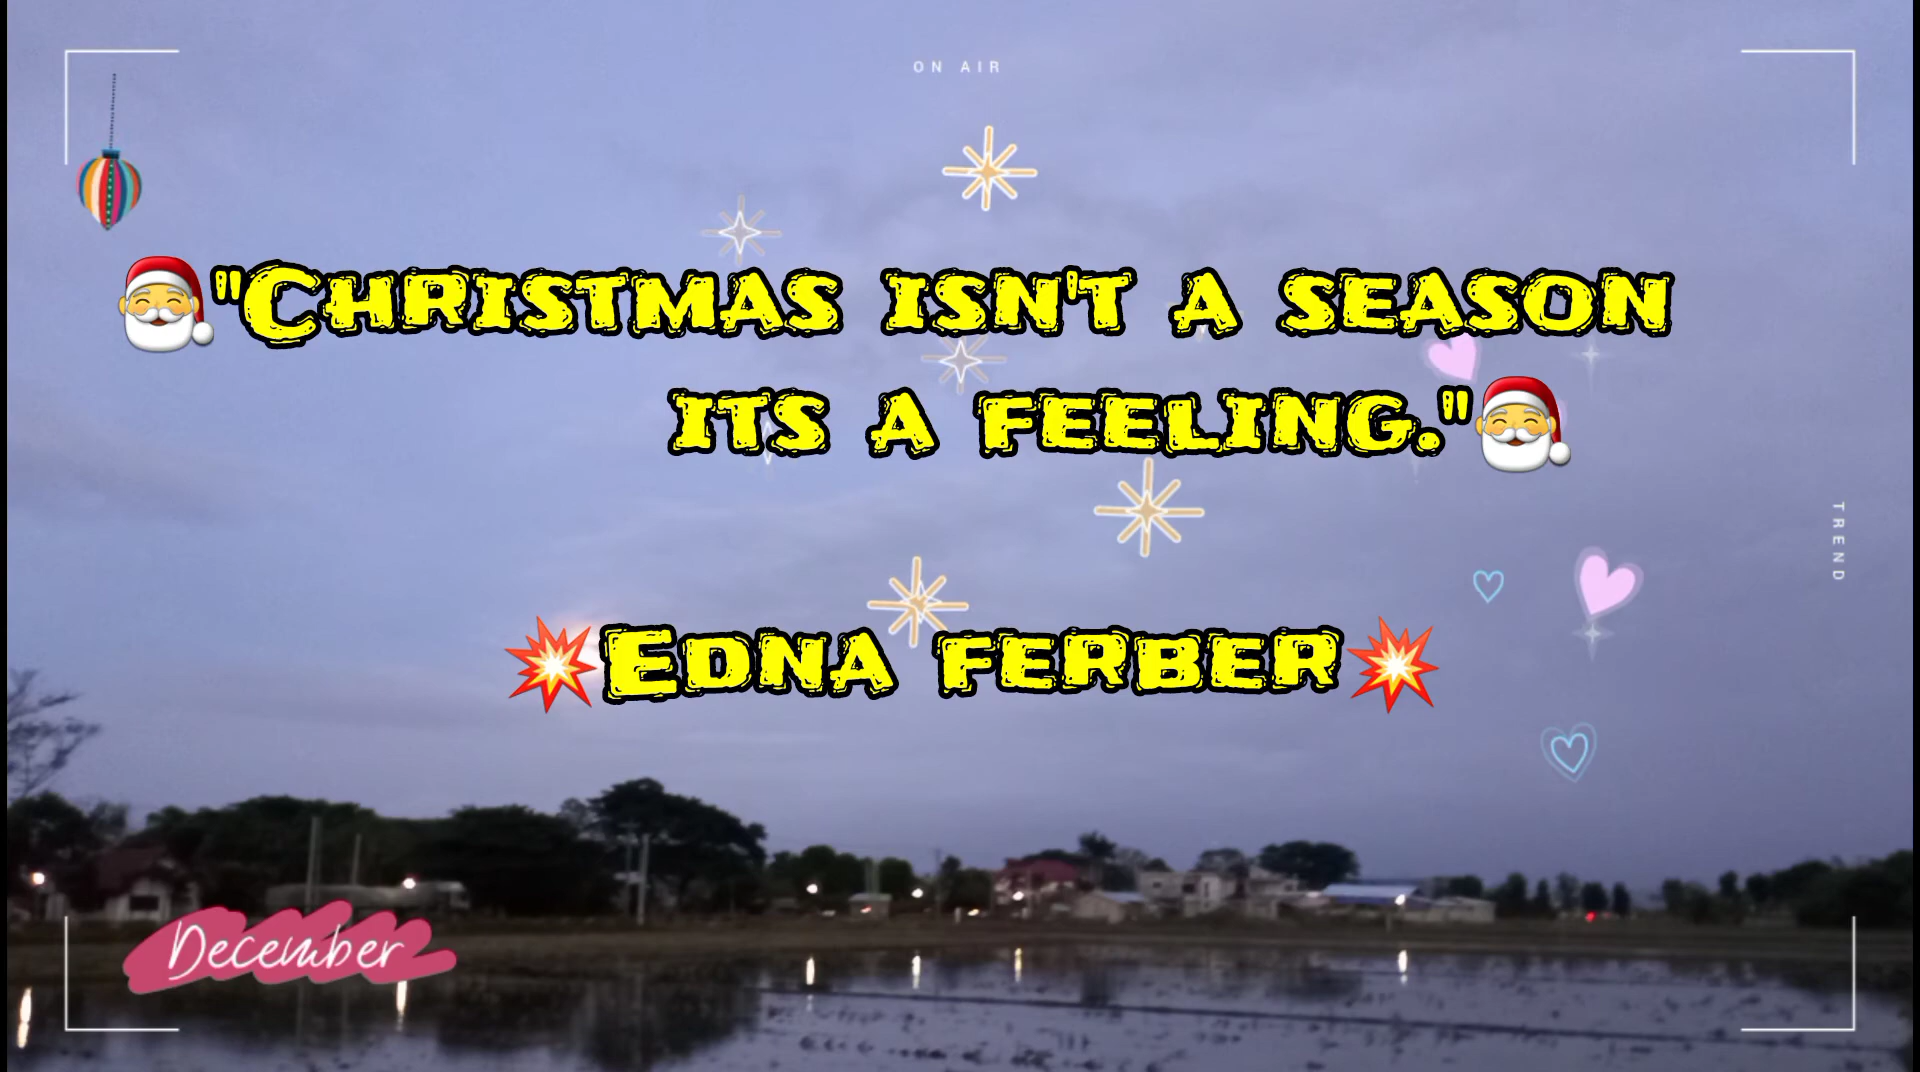 ON AIR
"Christmas isn't a season
its a feeling."
TREND
Edna ferber
December